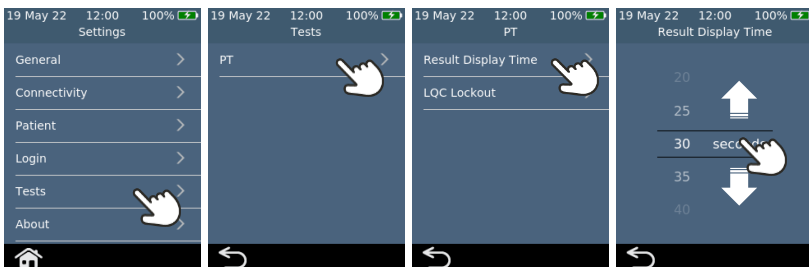 19 May 22 12:00 100%
Settings
General
Connectivity
Patient
Login
Tests
About
19 May 22 12:00 100%
Tests
PT
19 May 22 12:00 100%
PT
Result Display Time
LQC Lockout
19 May 22 12:00 100%
Result Display Time
20
25
30 seconds
35
40